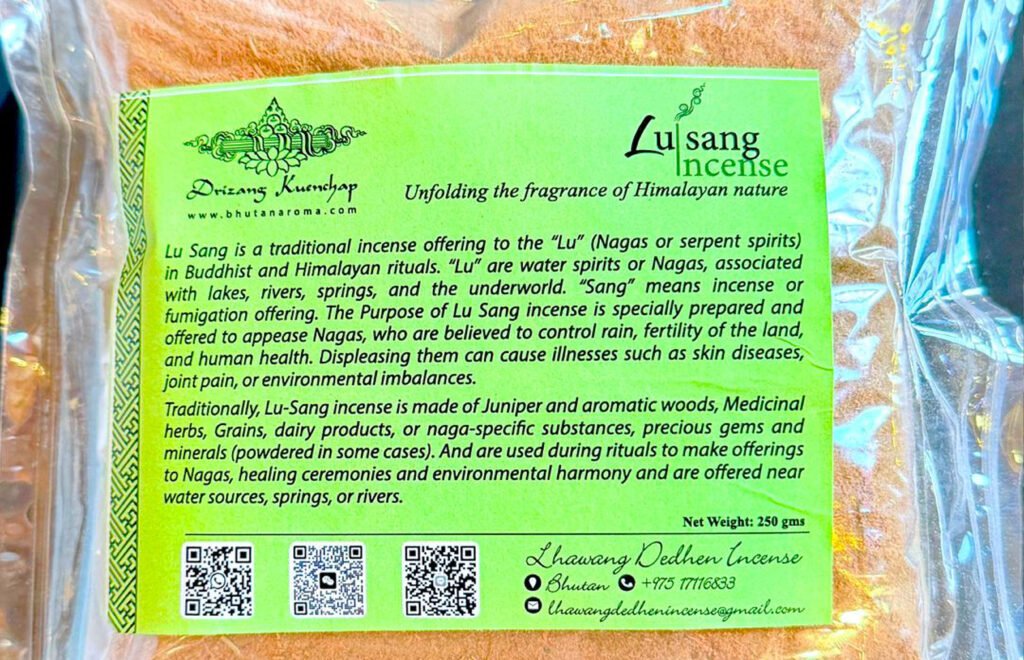 Drizang Kuenchap
www.bhutanaroma.com
Lu sang
incense
Unfolding the fragrance of Himalayan nature
Lu Sang is a traditional incense offering to the “Lu” (Nagas or serpent spirits)
in Buddhist and Himalayan rituals. “Lu” are water spirits or Nagas, associated
with lakes, rivers, springs, and the underworld. “Sang” means incense or
fumigation offering. The Purpose of Lu Sang incense is specially prepared and
offered to appease Nagas, who are believed to control rain, fertility of the land,
and human health. Displeasing them can cause illnesses such as skin diseases,
joint pain, or environmental imbalances.
Traditionally, Lu-Sang incense is made of Juniper and aromatic woods, Medicinal
herbs, Grains, dairy products, or naga-specific substances, precious gems and
minerals (powdered in some cases). And are used during rituals to make offerings
to Nagas, healing ceremonies and environmental harmony and are offered near
water sources, springs, or rivers.
Net Weight: 250 gms
Lhawang Dedhen Incense
Bhutan +975 17116833
lhawangdedhenincense@gmail.com